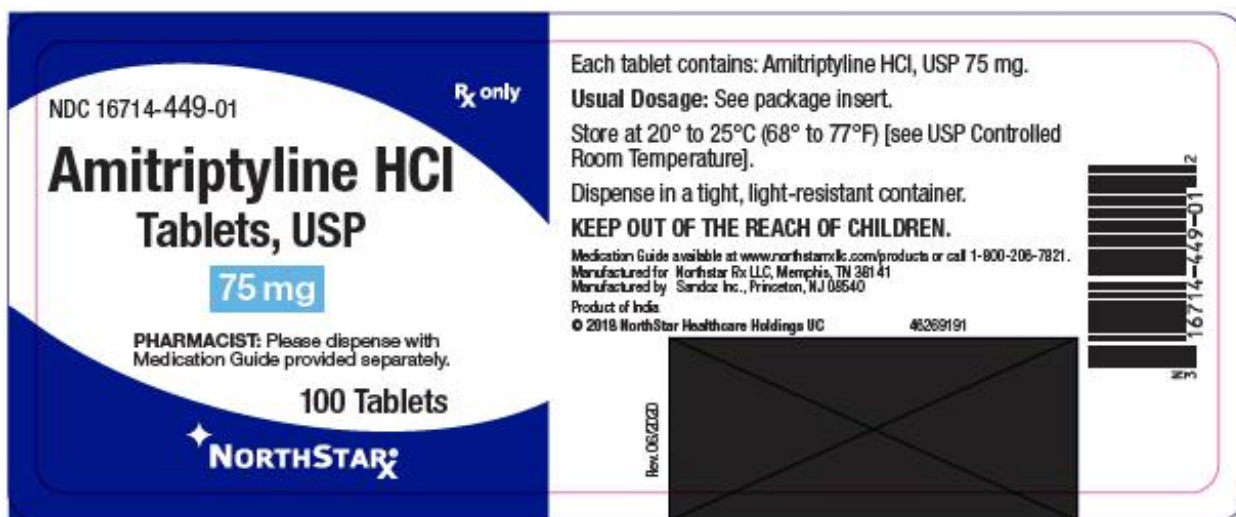 NDC 16714-449-01
Rx only
Amitriptyline HCl
Tablets, USP
75 mg
PHARMACIST: Please dispense with
Medication Guide provided separately.
100 Tablets
NORTHSTAR Rx
Each tablet contains: Amitriptyline HCl, USP 75 mg.
Usual Dosage: See package insert.
Store at 20° to 25°C (68° to 77°F) [see USP Controlled
Room Temperature].
Dispense in a tight, light-resistant container.
KEEP OUT OF THE REACH OF CHILDREN.
Medication Guide available at www.northstarrxllc.com/products or call 1-800-206-7821.
Manufactured for Northstar Rx LLC, Memphis, TN 38141
Manufactured by Sandoz Inc., Princeton, NJ 08540
Product of India
© 2018 NorthStar Healthcare Holdings UC 46269191
Rev. 06/2020
N
3 16714-449-01 2